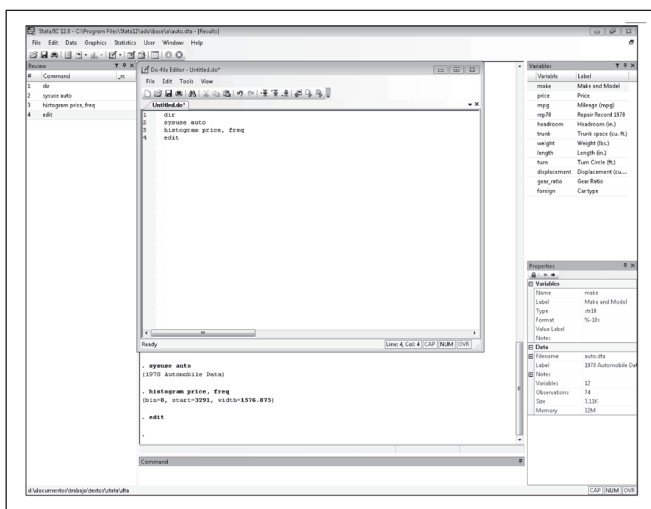 Stata/IC 12.0 - C:\Program Files\Stata12\ado\base\a\auto.dta - [Results]
File Edit Data Graphics Statistics User Window Help
Review
# Command _rc
1 dir
2 sysuse auto
3 histogram price, freq
4 edit
Do-file Editor - Untitled.do*
File Edit Tools View
Untitled.do*
1 dir
2 sysuse auto
3 histogram price, freq
4 edit
Ready
Line: 4, Col: 4 CAP NUM OVR
. sysuse auto
(1978 Automobile Data)
. histogram price, freq
(bin=8, start=3291, width=1576.875)
. edit
.
Command
Variables
Variable Label
make Make and Model
price Price
mpg Mileage (mpg)
rep78 Repair Record 1978
headroom Headroom (in.)
trunk Trunk space (cu. ft.)
weight Weight (lbs.)
length Length (in.)
turn Turn Circle (ft.)
displacement Displacement (cu....
gear_ratio Gear Ratio
foreign Car type
Properties
Variables
Name make
Label Make and Model
Type str18
Format %-18s
Value Label
Notes
Data
Filename auto.dta
Label 1978 Automobile Dat
Notes
Variables 12
Observations 74
Size 3.11K
Memory 32M
d:\documentos\trabajo\textos\stata\dta
CAP NUM OVR